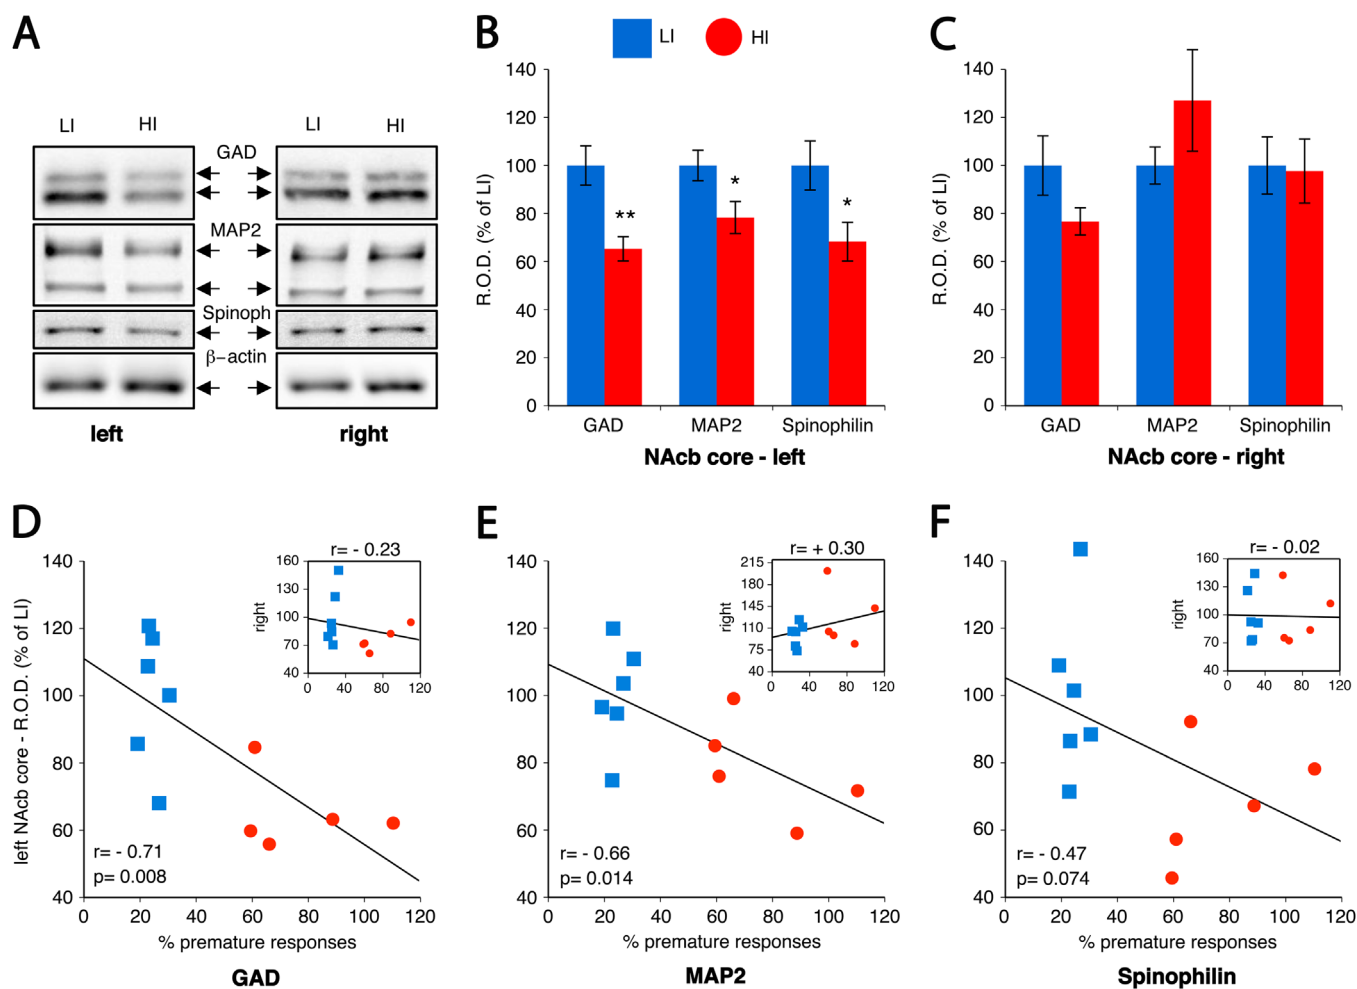 A
LI HI
LI HI
GAD
MAP2
Spinoph
β−actin
left
right
B
LI HI
R.O.D. (% of LI)
140
120
100
80
60
40
20
0
**
*
*
GAD MAP2 Spinophilin
NAcb core - left
C
R.O.D. (% of LI)
140
120
100
80
60
40
20
0
GAD MAP2 Spinophilin
NAcb core - right
D
left NAcb core - R.O.D. (% of LI)
140
120
100
80
60
40
0 20 40 60 80 100 120
r= - 0.71
p= 0.008
% premature responses
GAD
r= - 0.23
right
160
130
100
70
40
0 40 80 120
E
140
120
100
80
60
40
0 20 40 60 80 100 120
r= - 0.66
p= 0.014
% premature responses
MAP2
r= + 0.30
right
215
180
145
110
75
40
0 40 80 120
F
140
120
100
80
60
40
0 20 40 60 80 100 120
r= - 0.47
p= 0.074
% premature responses
Spinophilin
r= - 0.02
right
160
130
100
70
40
0 40 80 120